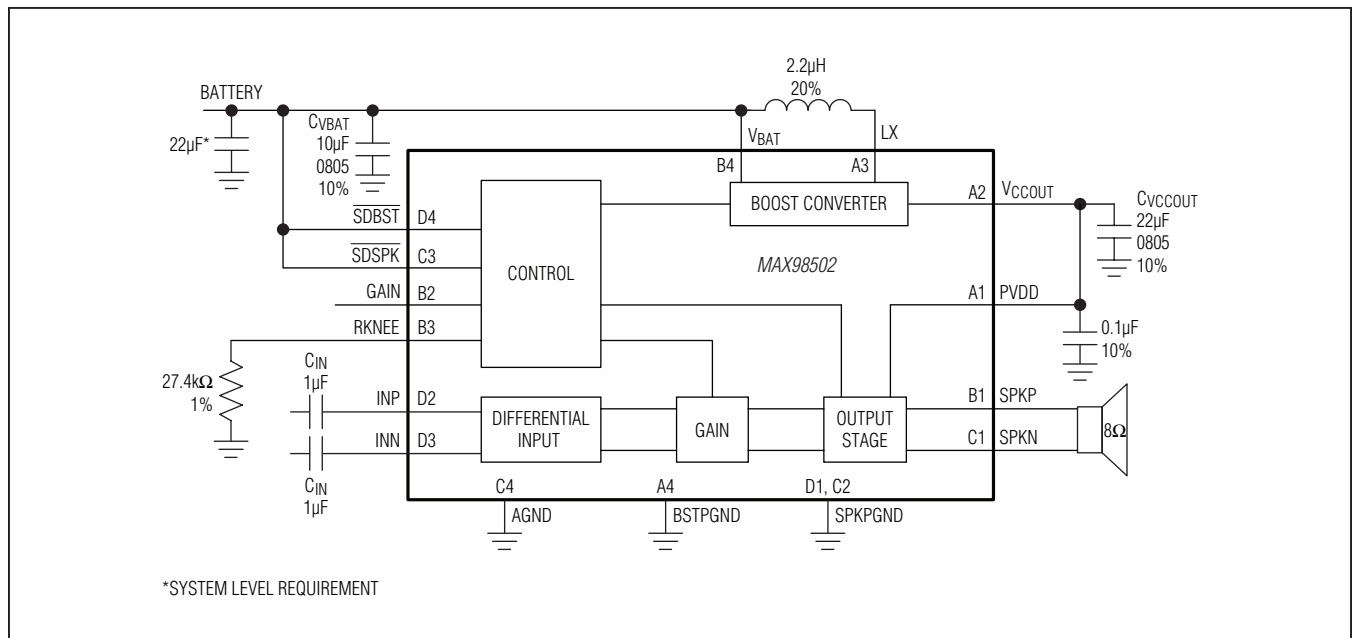 BATTERY
22µF*
CVBAT
10µF
0805
10%
2.2µH
20%
VBAT
LX
B4
A3
BOOST CONVERTER
A2
VCCOUT
CVCCOUT
22µF
0805
10%
SDBST
D4
SDSPK
C3
CONTROL
MAX98502
GAIN
B2
RKNEE
B3
A1
PVDD
0.1µF
10%
27.4kΩ
1%
CIN
1µF
INP
D2
INN
D3
CIN
1µF
DIFFERENTIAL
INPUT
GAIN
OUTPUT
STAGE
B1
SPKP
C1
SPKN
8Ω
C4
AGND
A4
BSTPGND
D1, C2
SPKPGND
*SYSTEM LEVEL REQUIREMENT